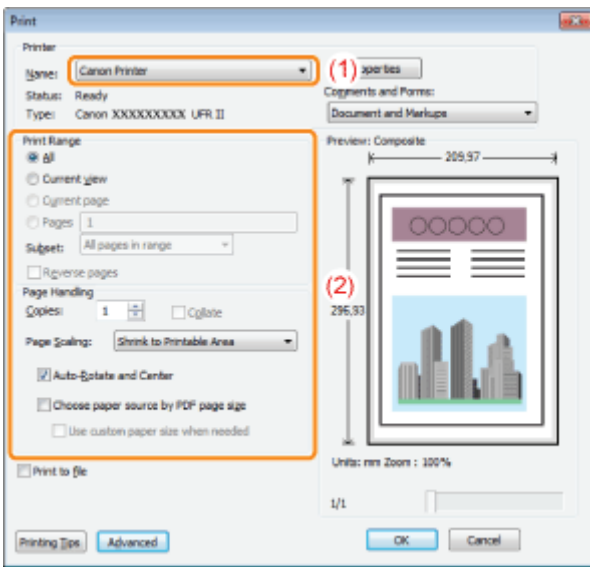 Print
Printer
Name: Canon Printer
(1)
perties
Status: Ready
Comments and Forms:
Type: Canon XXXXXXXXX UFR II
Document and Markups
Print Range
All
Current view
Current page
Pages 1
Subset: All pages in range
Reverse pages
Page Handling
Copies: 1 Collate
Page Scaling: Shrink to Printable Area
Auto-Rotate and Center
Choose paper source by PDF page size
Use custom paper size when needed
Print to file
Printing Tips Advanced
Preview: Composite
209,97
OOOOO
(2)
296,93
Units: mm Zoom : 100%
1/1
OK Cancel